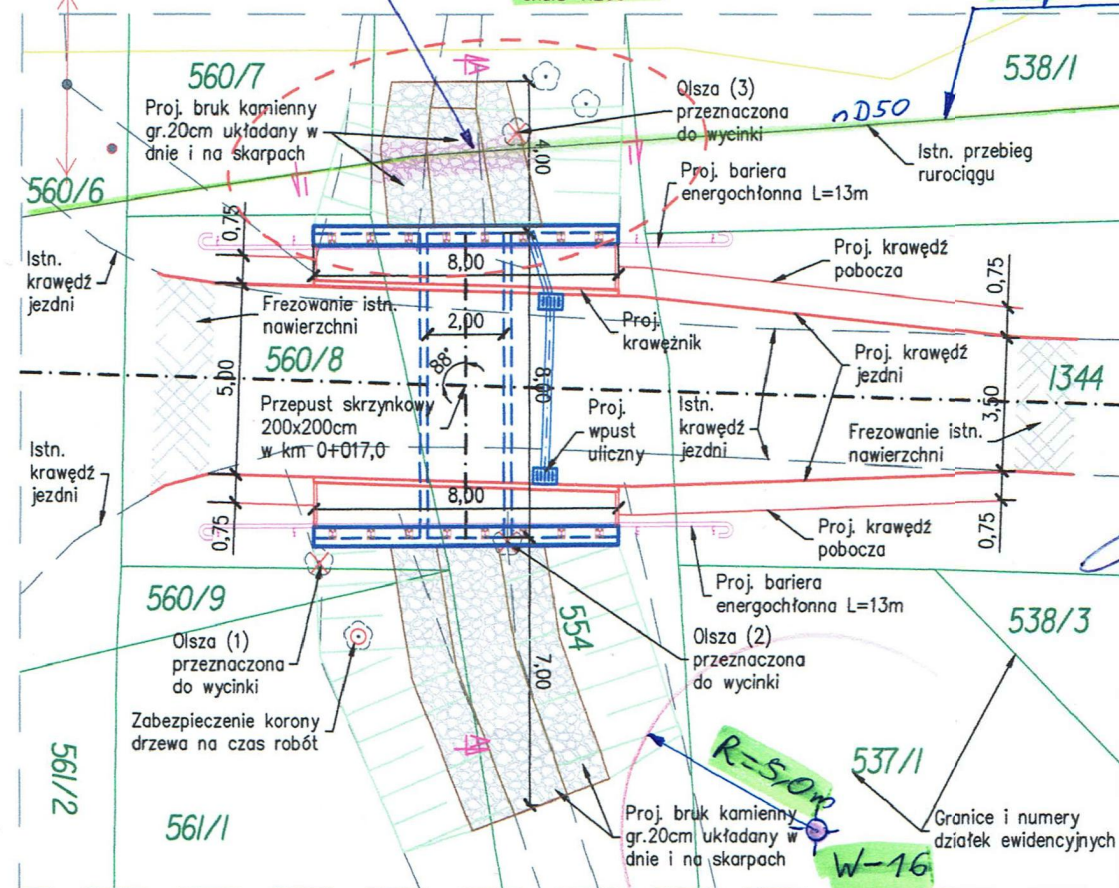 560/7
538/1
Proj. bruk kamienny
gr.20cm układany w
dnie i na skarpach
Olsza (3)
przeznaczona
do wycinki
nD50
Istn. przebieg
rurociągu
4,00
560/6
Proj. bariera
energochłonna L=13m
0,75
Istn.
krawędź
jezdni
Proj. krawędź
pobocza
0,75
8,00
Frezowanie istn.
nawierzchni
2,00
Proj.
krawężnik
560/8
88°
5,00
8,00
Proj. krawędź
jezdni
1344
3,50
Przepust skrzynkowy
200x200cm
w km 0+017,0
Proj.
wpust
uliczny
Istn.
krawędź
jezdni
Frezowanie istn.
nawierzchni
Istn.
krawędź
jezdni
8,00
0,75
Proj. krawędź
pobocza
0,75
560/9
Proj. bariera
energochłonna L=13m
554
538/3
Olsza (1)
przeznaczona
do wycinki
Olsza (2)
przeznaczona
do wycinki
7,00
Zabezpieczenie korony
drzewa na czas robót
561/2
561/1
R=5,0m
537/1
Proj. bruk kamienny
gr.20cm układany w
dnie i na skarpach
Granice i numery
działek ewidencyjnych
W-16